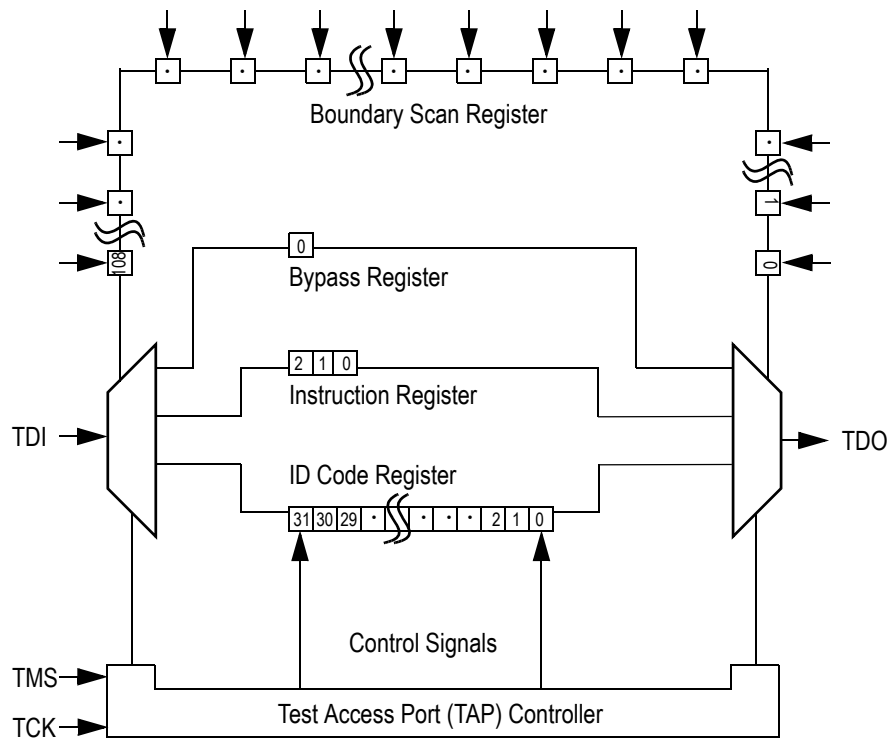 · · · · · · · ·
Boundary Scan Register
· ·
· 1
108 0
0
Bypass Register
2 1 0
Instruction Register
TDI
TDO
ID Code Register
31 30 29 · · · · 2 1 0
Control Signals
TMS
Test Access Port (TAP) Controller
TCK